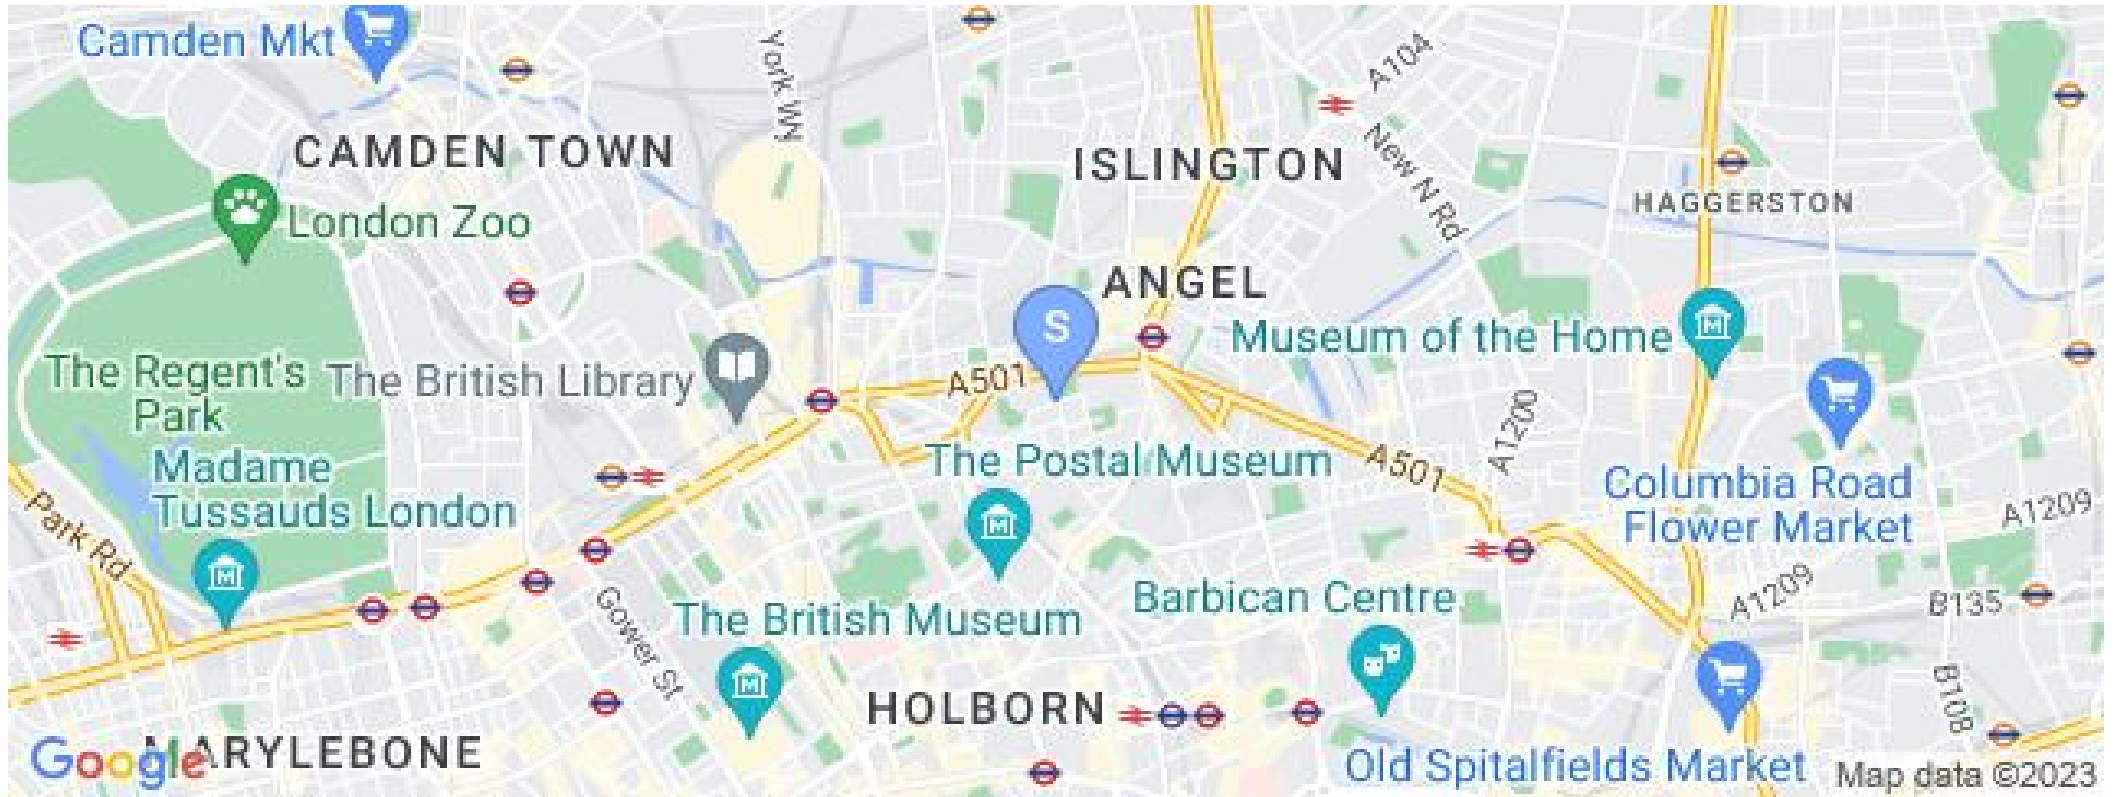 Camden Mkt
York Wy
A104
CAMDEN TOWN
ISLINGTON
New N Rd
London Zoo
HAGGERSTON
ANGEL
S
Museum of the Home
The Regent's
Park
The British Library
A501
A1200
Madame
Tussauds London
The Postal Museum
A501
Columbia Road
Flower Market
A1209
Park Rd
Gower St
The British Museum
Barbican Centre
A1209
B135
B108
HOLBORN
Google
MARYLEBONE
Old Spitalfields Market
Map data ©2023